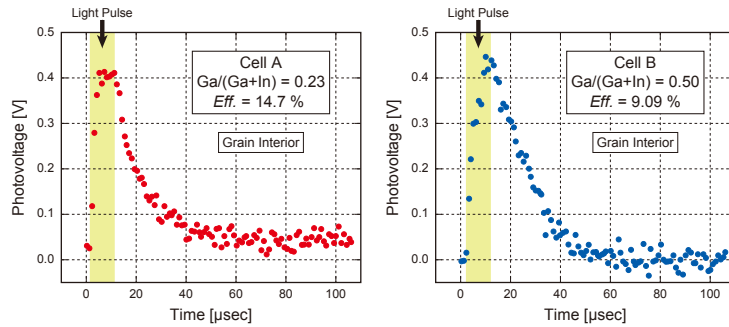 Light Pulse
Cell A
Ga/(Ga+In) = 0.23
Eff. = 14.7 %
Grain Interior
Photovoltage [V]
0.5
0.4
0.3
0.2
0.1
0.0
0
20
40
60
80
100
Time [μsec]
Light Pulse
Cell B
Ga/(Ga+In) = 0.50
Eff. = 9.09 %
Grain Interior
Photovoltage [V]
0.5
0.4
0.3
0.2
0.1
0.0
0
20
40
60
80
100
Time [μsec]